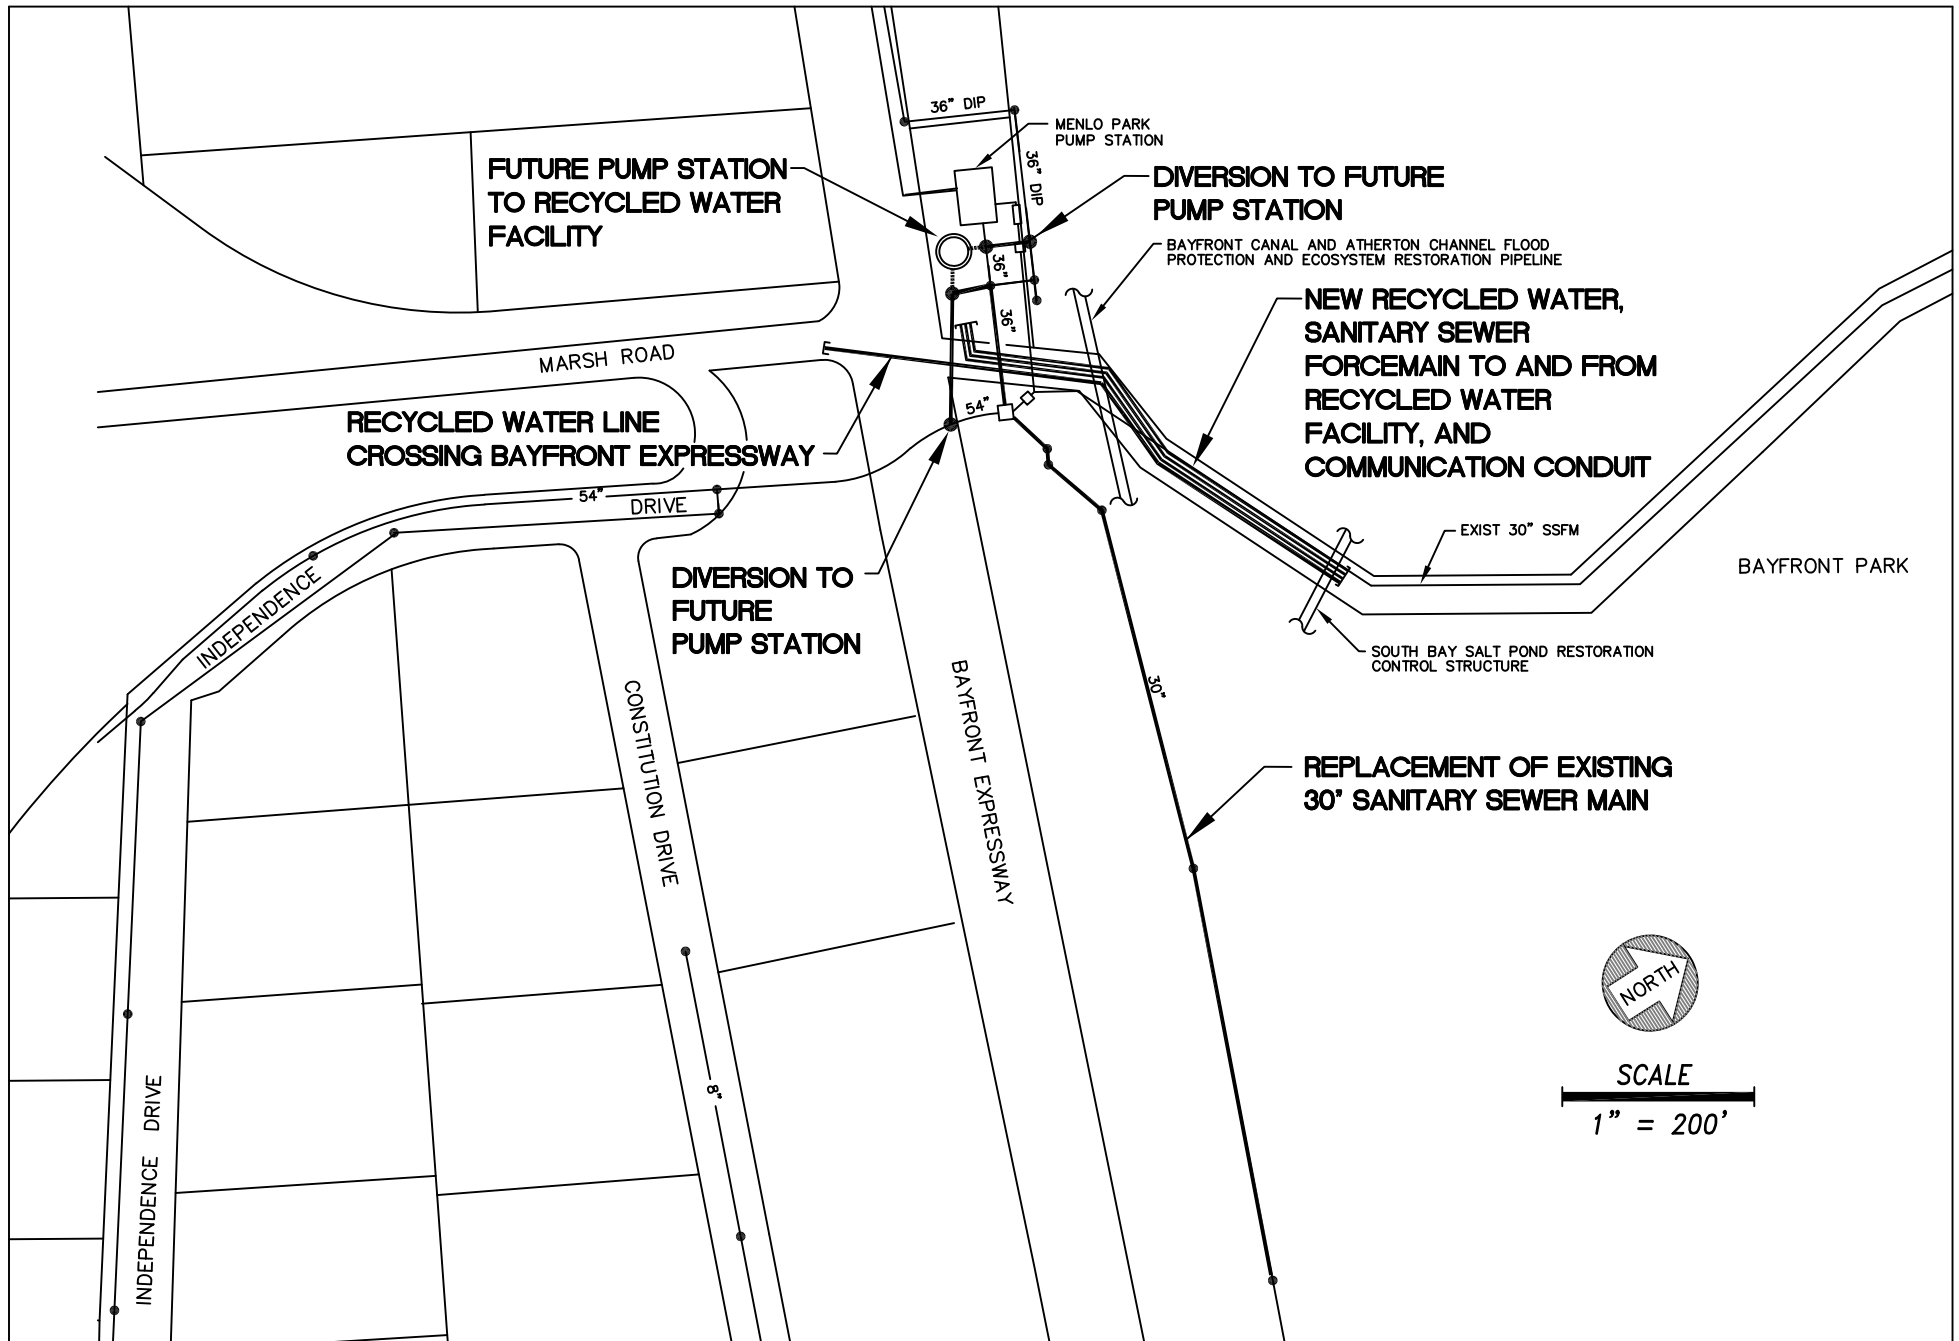 36" DIP
MENLO PARK
PUMP STATION
36" DIP
FUTURE PUMP STATION
TO RECYCLED WATER
FACILITY
DIVERSION TO FUTURE
PUMP STATION
BAYFRONT CANAL AND ATHERTON CHANNEL FLOOD
PROTECTION AND ECOSYSTEM RESTORATION PIPELINE
36"
36"
NEW RECYCLED WATER,
SANITARY SEWER
FORCEMAIN TO AND FROM
RECYCLED WATER
FACILITY, AND
COMMUNICATION CONDUIT
MARSH ROAD
RECYCLED WATER LINE
CROSSING BAYFRONT EXPRESSWAY
54"
54"
DRIVE
INDEPENDENCE
EXIST 30" SSFM
BAYFRONT PARK
DIVERSION TO
FUTURE
PUMP STATION
SOUTH BAY SALT POND RESTORATION
CONTROL STRUCTURE
30"
CONSTITUTION DRIVE
BAYFRONT EXPRESSWAY
REPLACEMENT OF EXISTING
30" SANITARY SEWER MAIN
8"
INDEPENDENCE DRIVE
NORTH
SCALE
1" = 200'